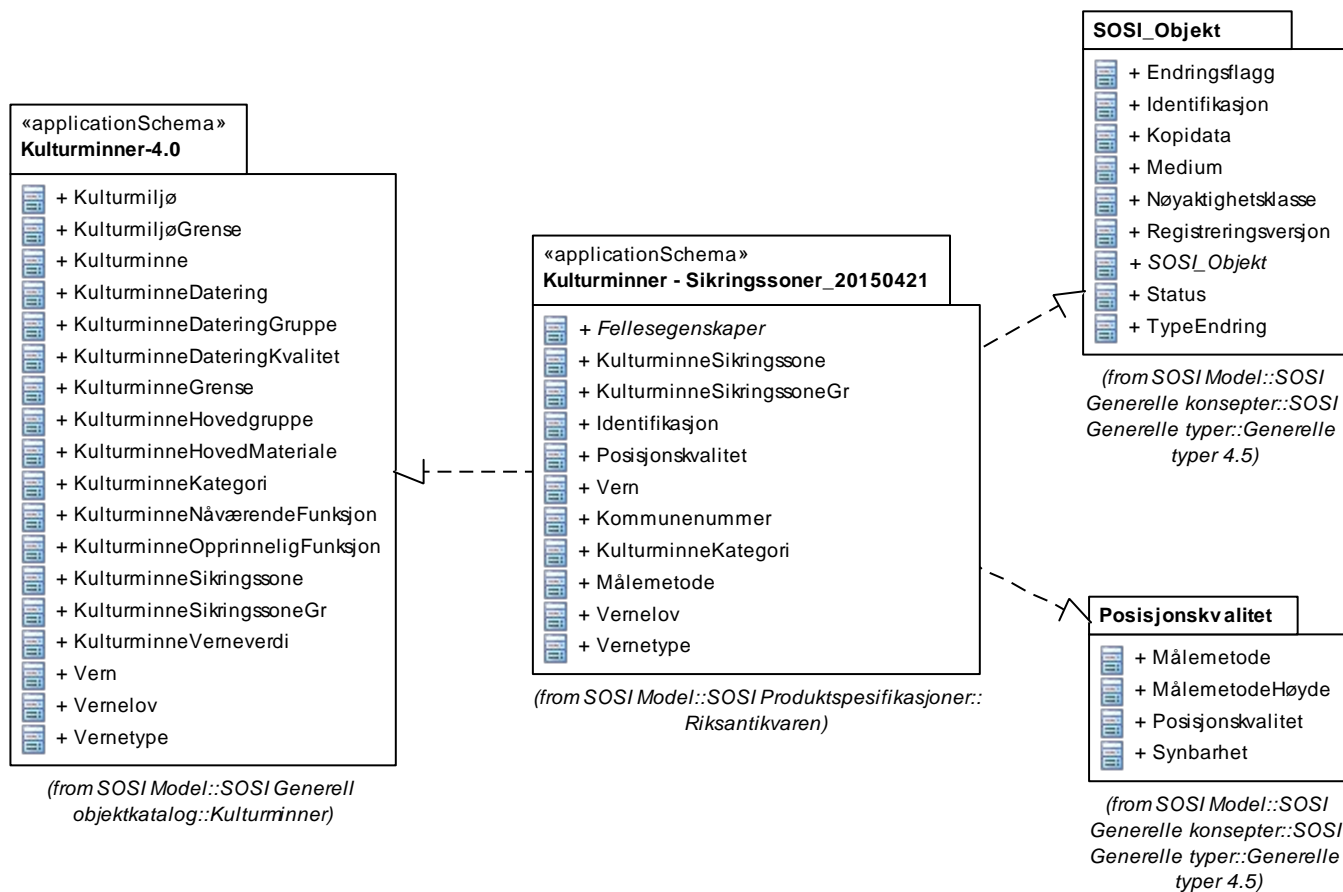 «applicationSchema»
Kulturminner-4.0
+ Kulturmiljø
+ KulturmiljøGrense
+ Kulturminne
+ KulturminneDatering
+ KulturminneDateringGruppe
+ KulturminneDateringKvalitet
+ KulturminneGrense
+ KulturminneHovedgruppe
+ KulturminneHovedMateriale
+ KulturminneKategori
+ KulturminneNåværendeFunksjon
+ KulturminneOpprinneligFunksjon
+ KulturminneSikringssone
+ KulturminneSikringssoneGr
+ KulturminneVerneverdi
+ Vern
+ Vernelov
+ Vernetype
(from SOSI Model::SOSI Generell
objektkatalog::Kulturminner)
«applicationSchema»
Kulturminner - Sikringssoner_20150421
+ Fellesegenskaper
+ KulturminneSikringssone
+ KulturminneSikringssoneGr
+ Identifikasjon
+ Posisjonskvalitet
+ Vern
+ Kommunenummer
+ KulturminneKategori
+ Målemetode
+ Vernelov
+ Vernetype
(from SOSI Model::SOSI Produktspesifikasjoner::
Riksantikvaren)
SOSI_Objekt
+ Endringsflagg
+ Identifikasjon
+ Kopidata
+ Medium
+ Nøyaktighetsklasse
+ Registreringsversjon
+ SOSI_Objekt
+ Status
+ TypeEndring
(from SOSI Model::SOSI
Generelle konsepter::SOSI
Generelle typer::Generelle
typer 4.5)
Posisjonskvalitet
+ Målemetode
+ MålemetodeHøyde
+ Posisjonskvalitet
+ Synbarhet
(from SOSI Model::SOSI
Generelle konsepter::SOSI
Generelle typer::Generelle
typer 4.5)